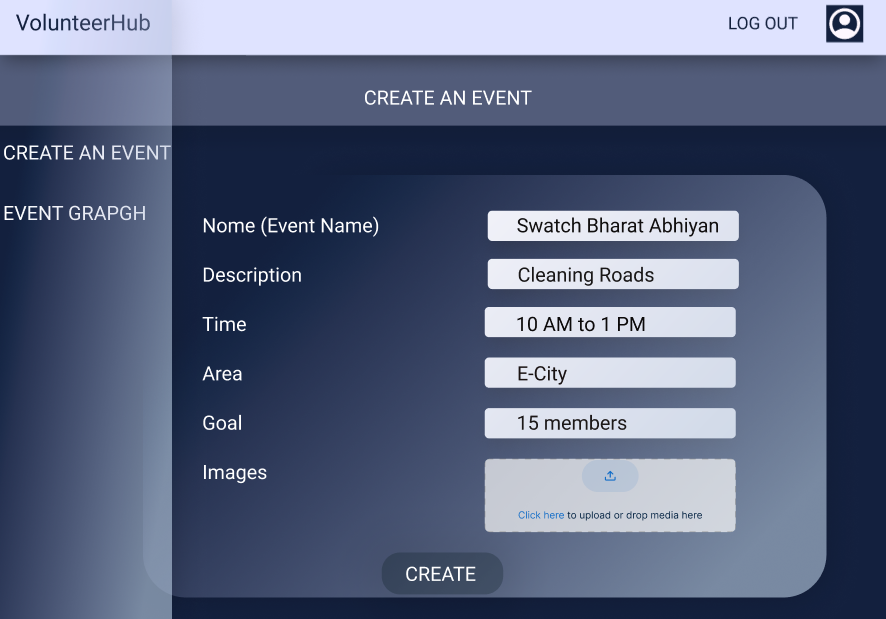 VolunteerHub
LOG OUT
CREATE AN EVENT
CREATE AN EVENT
EVENT GRAPGH
Nome (Event Name)
Swatch Bharat Abhiyan
Description
Cleaning Roads
Time
10 AM to 1 PM
Area
E-City
Goal
15 members
Images
Click here to upload or drop media here
CREATE